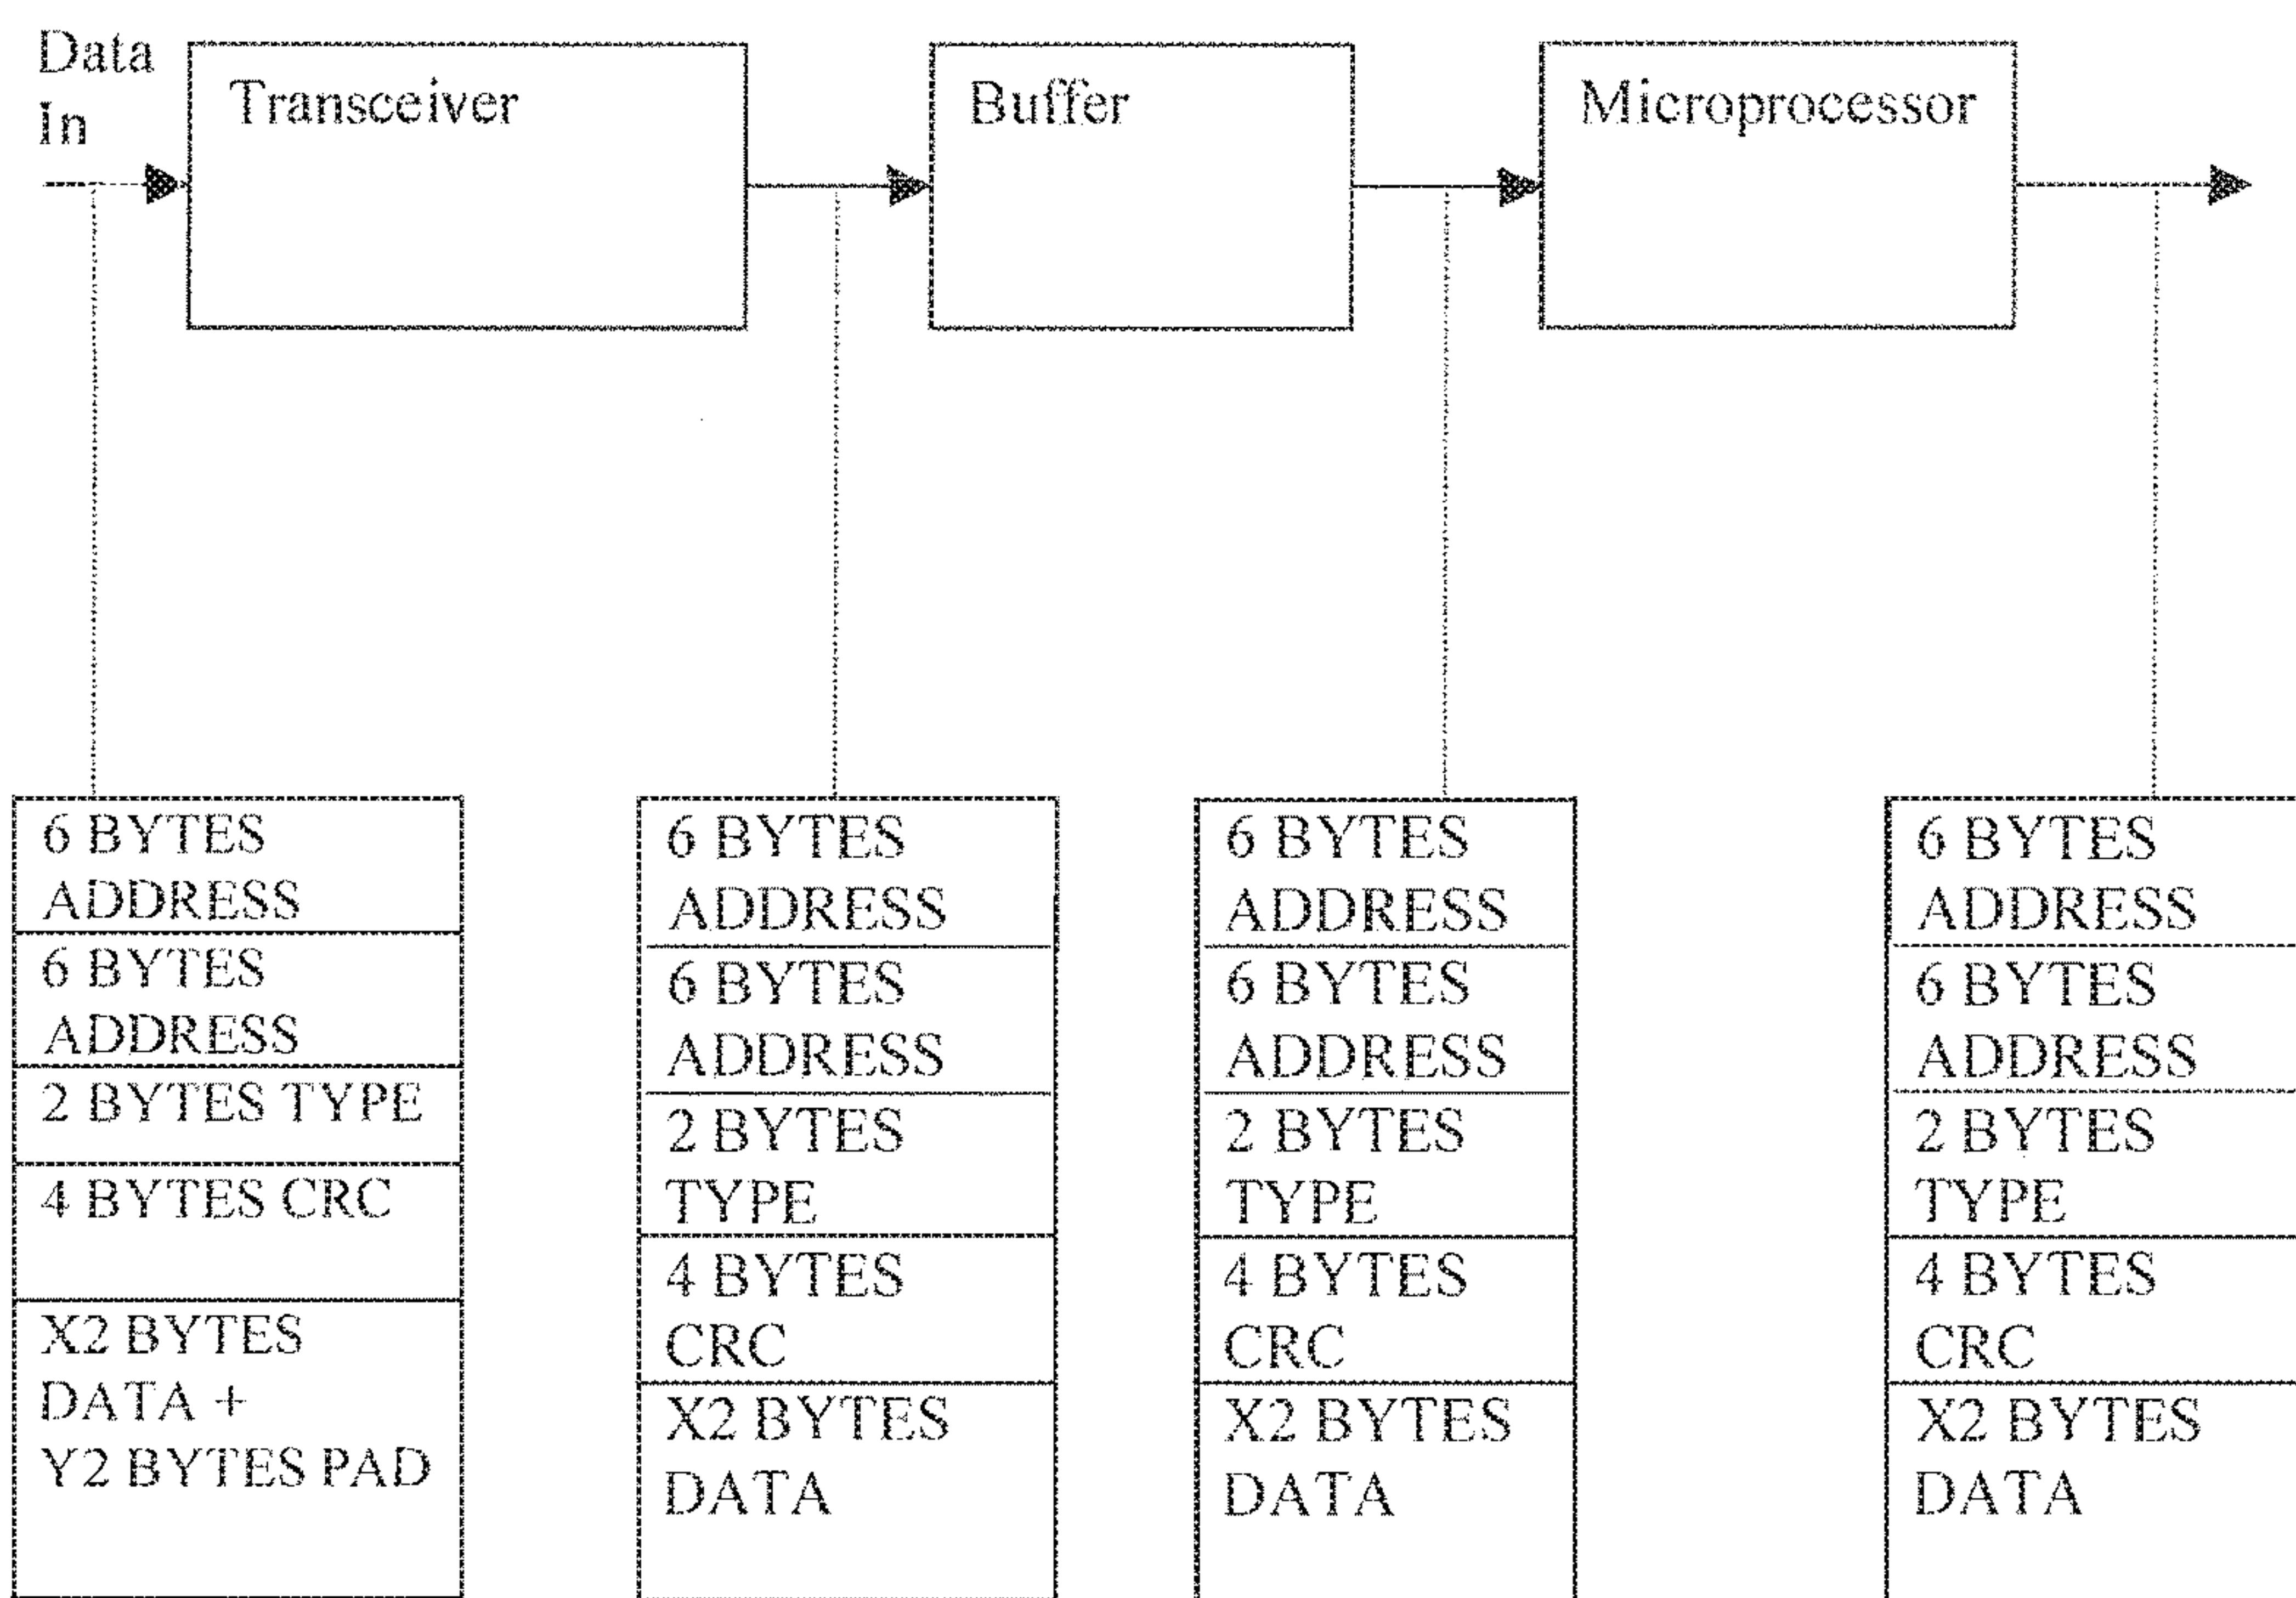 Data
In
Transceiver
Buffer
Microprocessor
6 BYTES
ADDRESS
6 BYTES
ADDRESS
2 BYTES TYPE
4 BYTES CRC
X2 BYTES
DATA +
Y2 BYTES PAD
6 BYTES
ADDRESS
6 BYTES
ADDRESS
2 BYTES
TYPE
4 BYTES
CRC
X2 BYTES
DATA
6 BYTES
ADDRESS
6 BYTES
ADDRESS
2 BYTES
TYPE
4 BYTES
CRC
X2 BYTES
DATA
6 BYTES
ADDRESS
6 BYTES
ADDRESS
2 BYTES
TYPE
4 BYTES
CRC
X2 BYTES
DATA